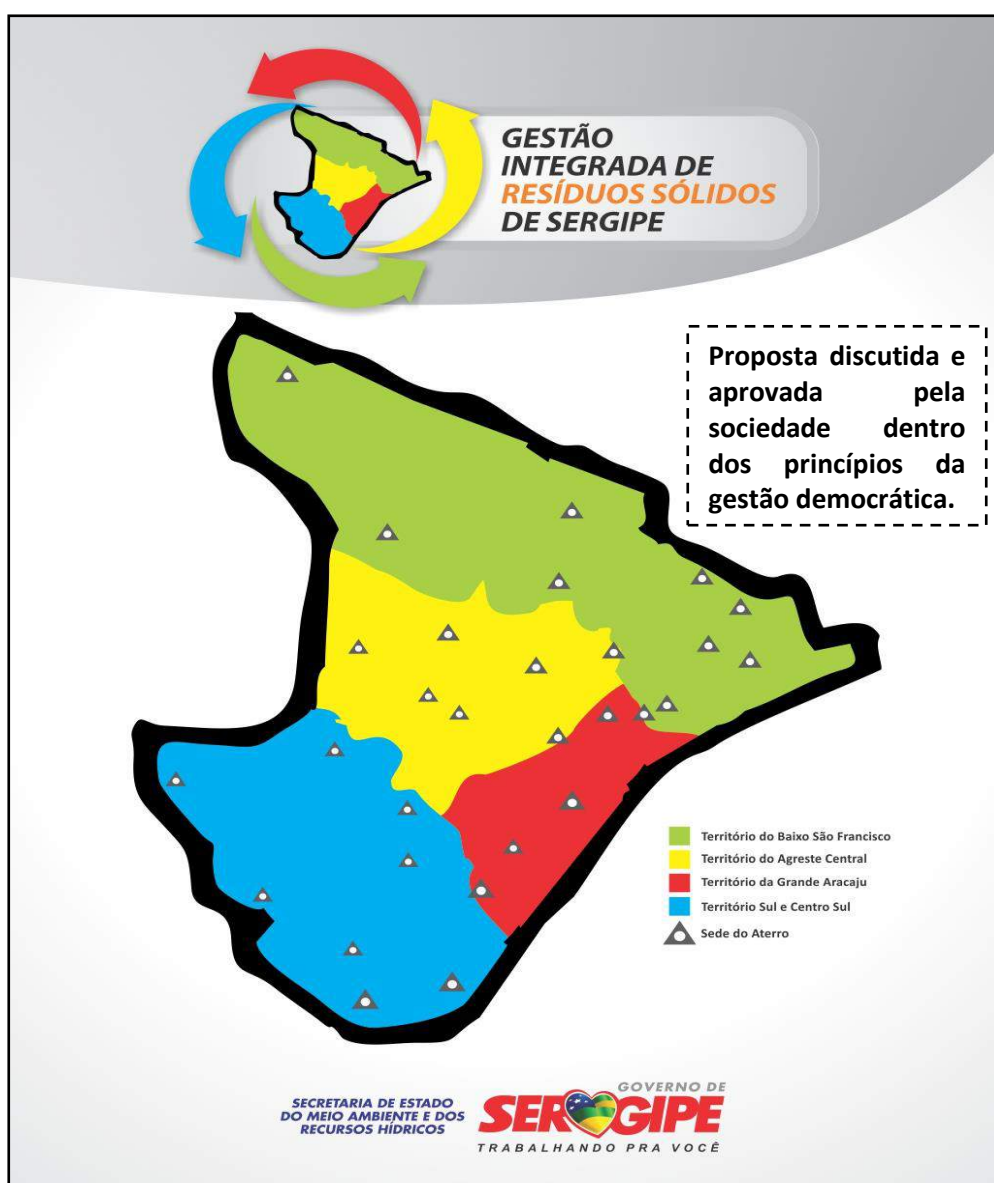 GESTÃO
INTEGRADA DE
RESÍDUOS SÓLIDOS
DE SERGIPE
Proposta discutida e
aprovada pela
sociedade dentro
dos princípios da
gestão democrática.
Território do Baixo São Francisco
Território do Agreste Central
Território da Grande Aracaju
Território Sul e Centro Sul
Sede do Aterro
SECRETARIA DE ESTADO
DO MEIO AMBIENTE E DOS
RECURSOS HÍDRICOS
GOVERNO DE
SERGIPE
TRABALHANDO PRA VOCÊ